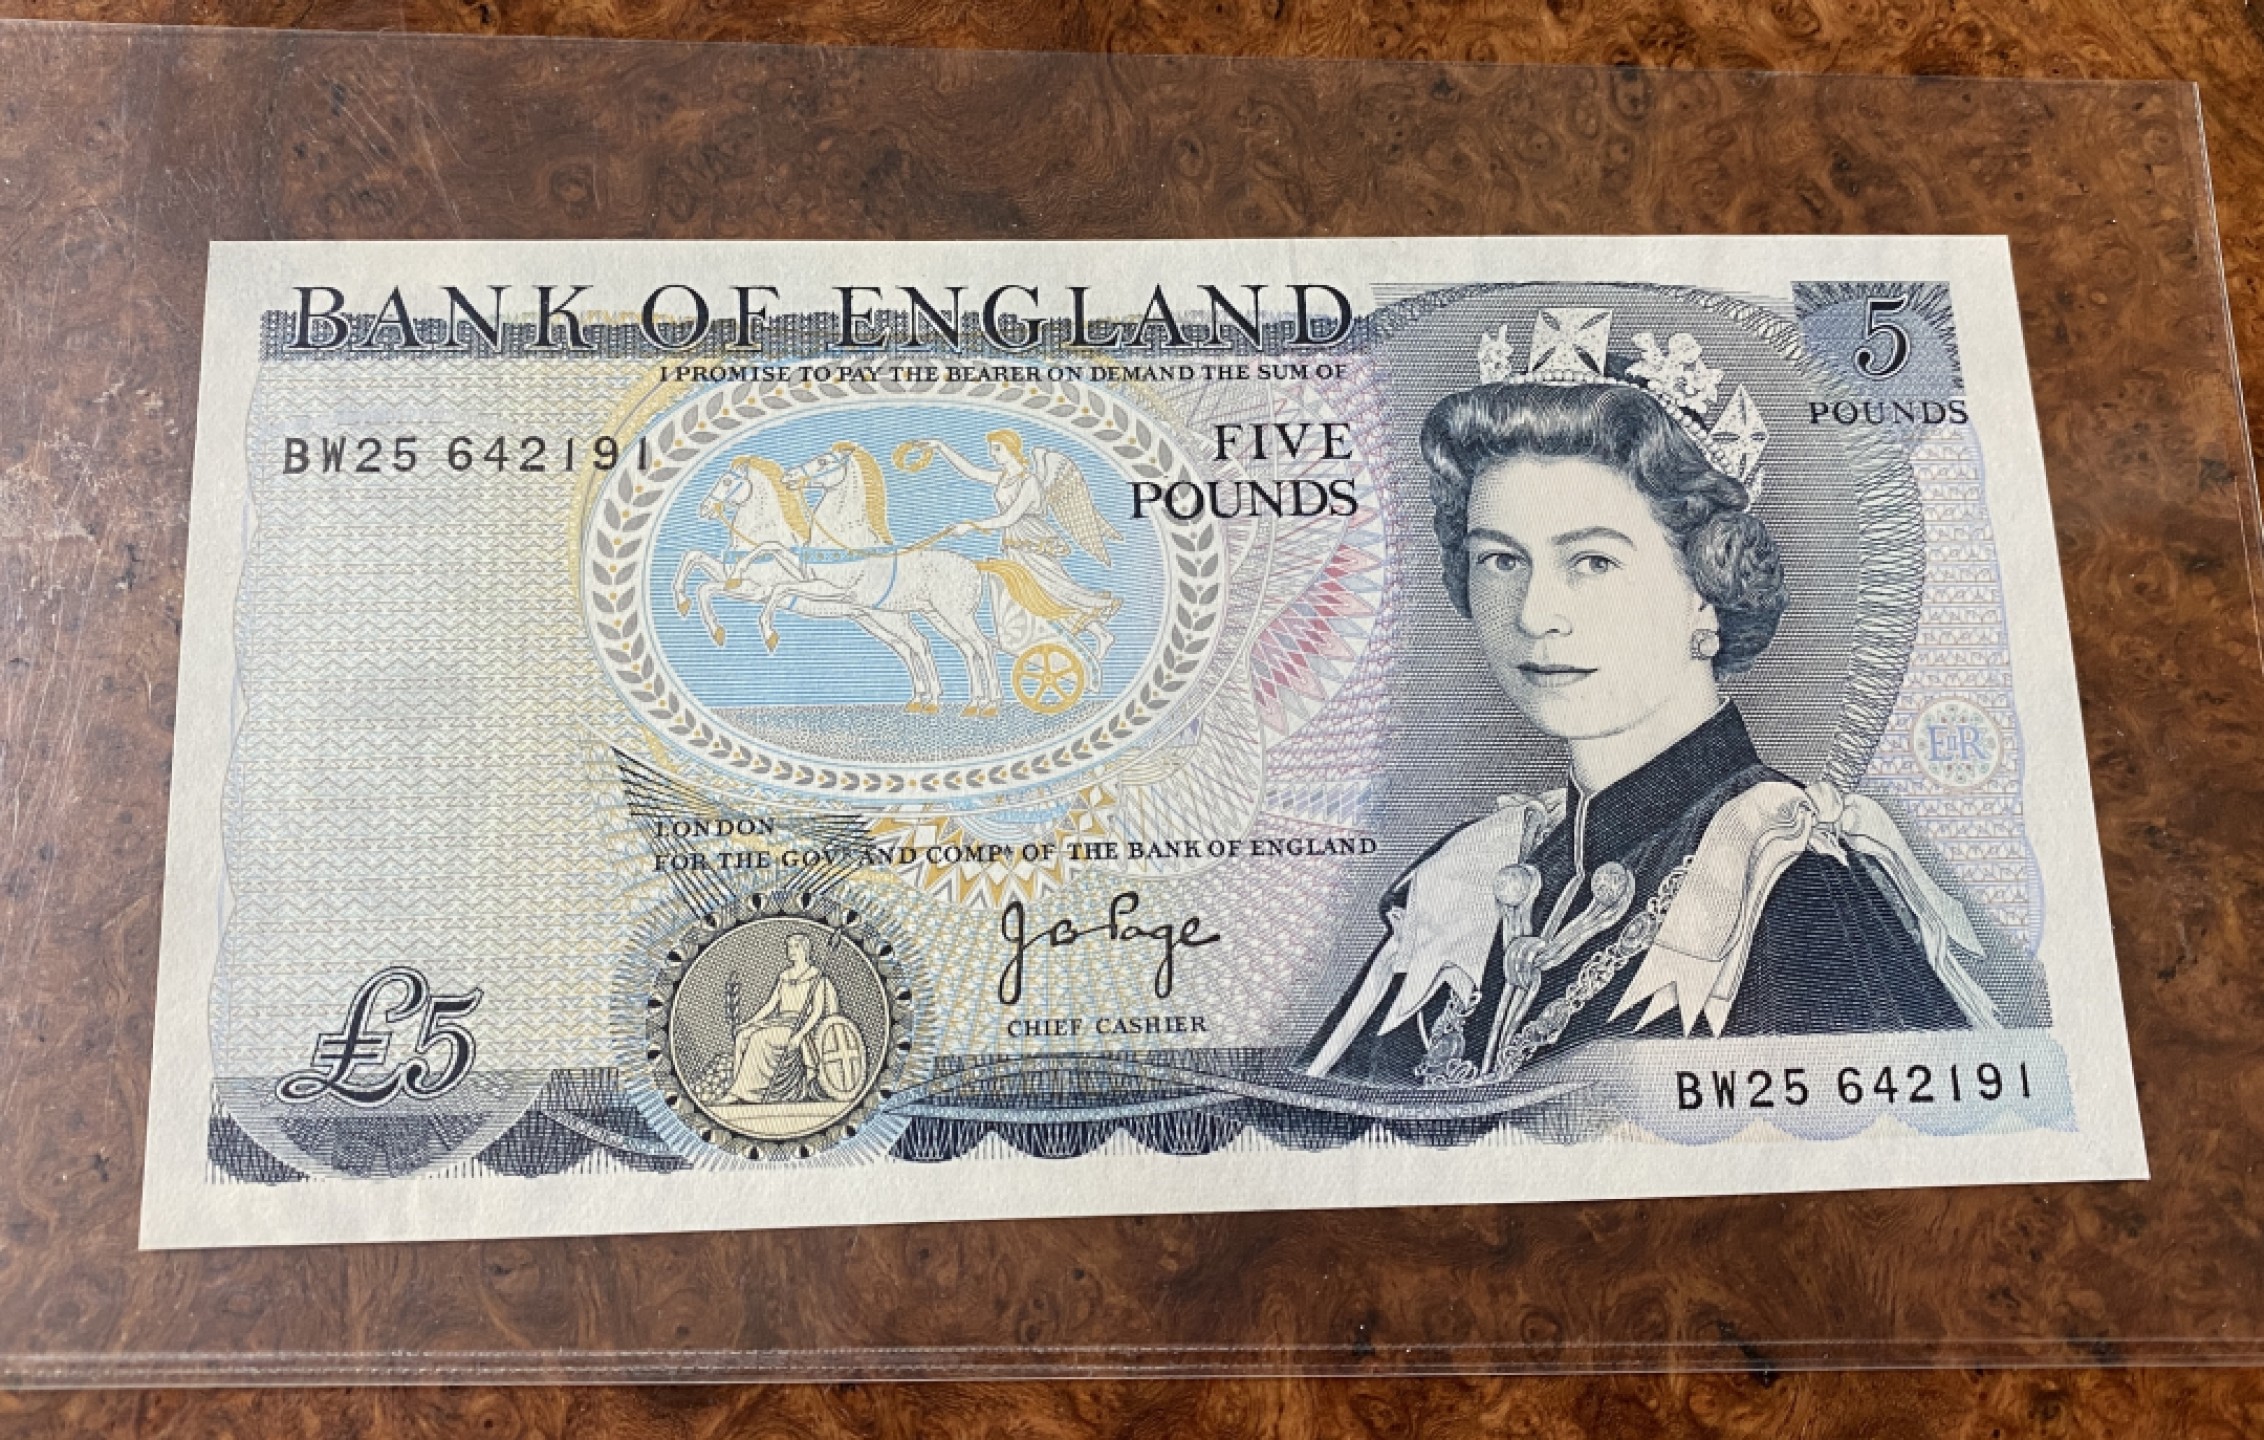 BANK OF ENGLAND
I PROMISE TO PAY THE BEARER ON DEMAND THE SUM OF
5
POUNDS
BW25 642191
FIVE
POUNDS
EIIR
LONDON
FOR THE GOVR AND COMPA OF THE BANK OF ENGLAND
J B Page
CHIEF CASHIER
£5
BW25 642191